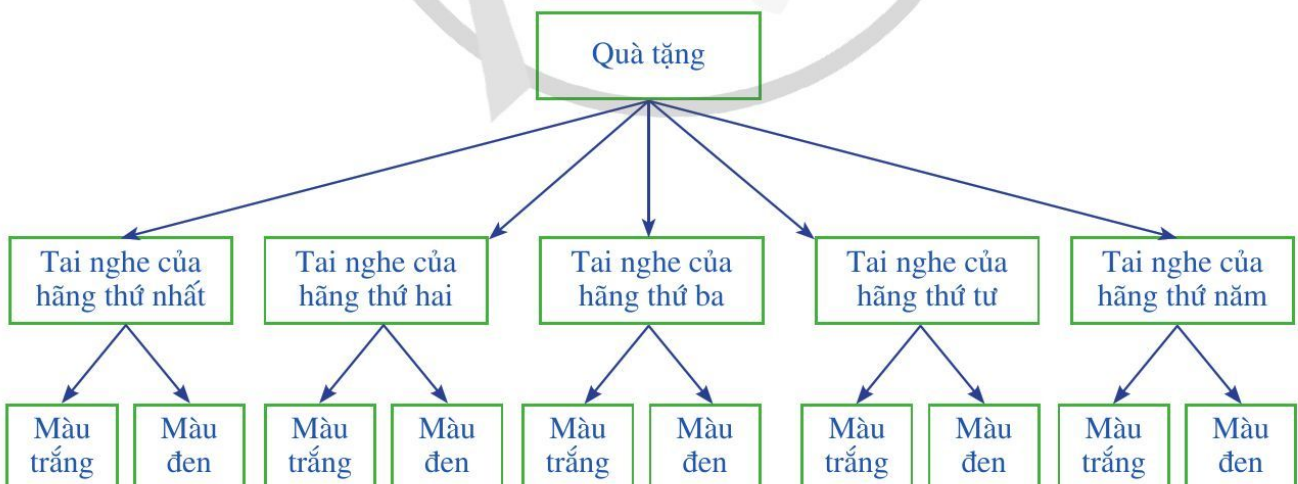 Quà tặng
Tai nghe của
hãng thứ nhất
Tai nghe của
hãng thứ hai
Tai nghe của
hãng thứ ba
Tai nghe của
hãng thứ tư
Tai nghe của
hãng thứ năm
Màu
trắng
Màu
đen
Màu
trắng
Màu
đen
Màu
trắng
Màu
đen
Màu
trắng
Màu
đen
Màu
trắng
Màu
đen